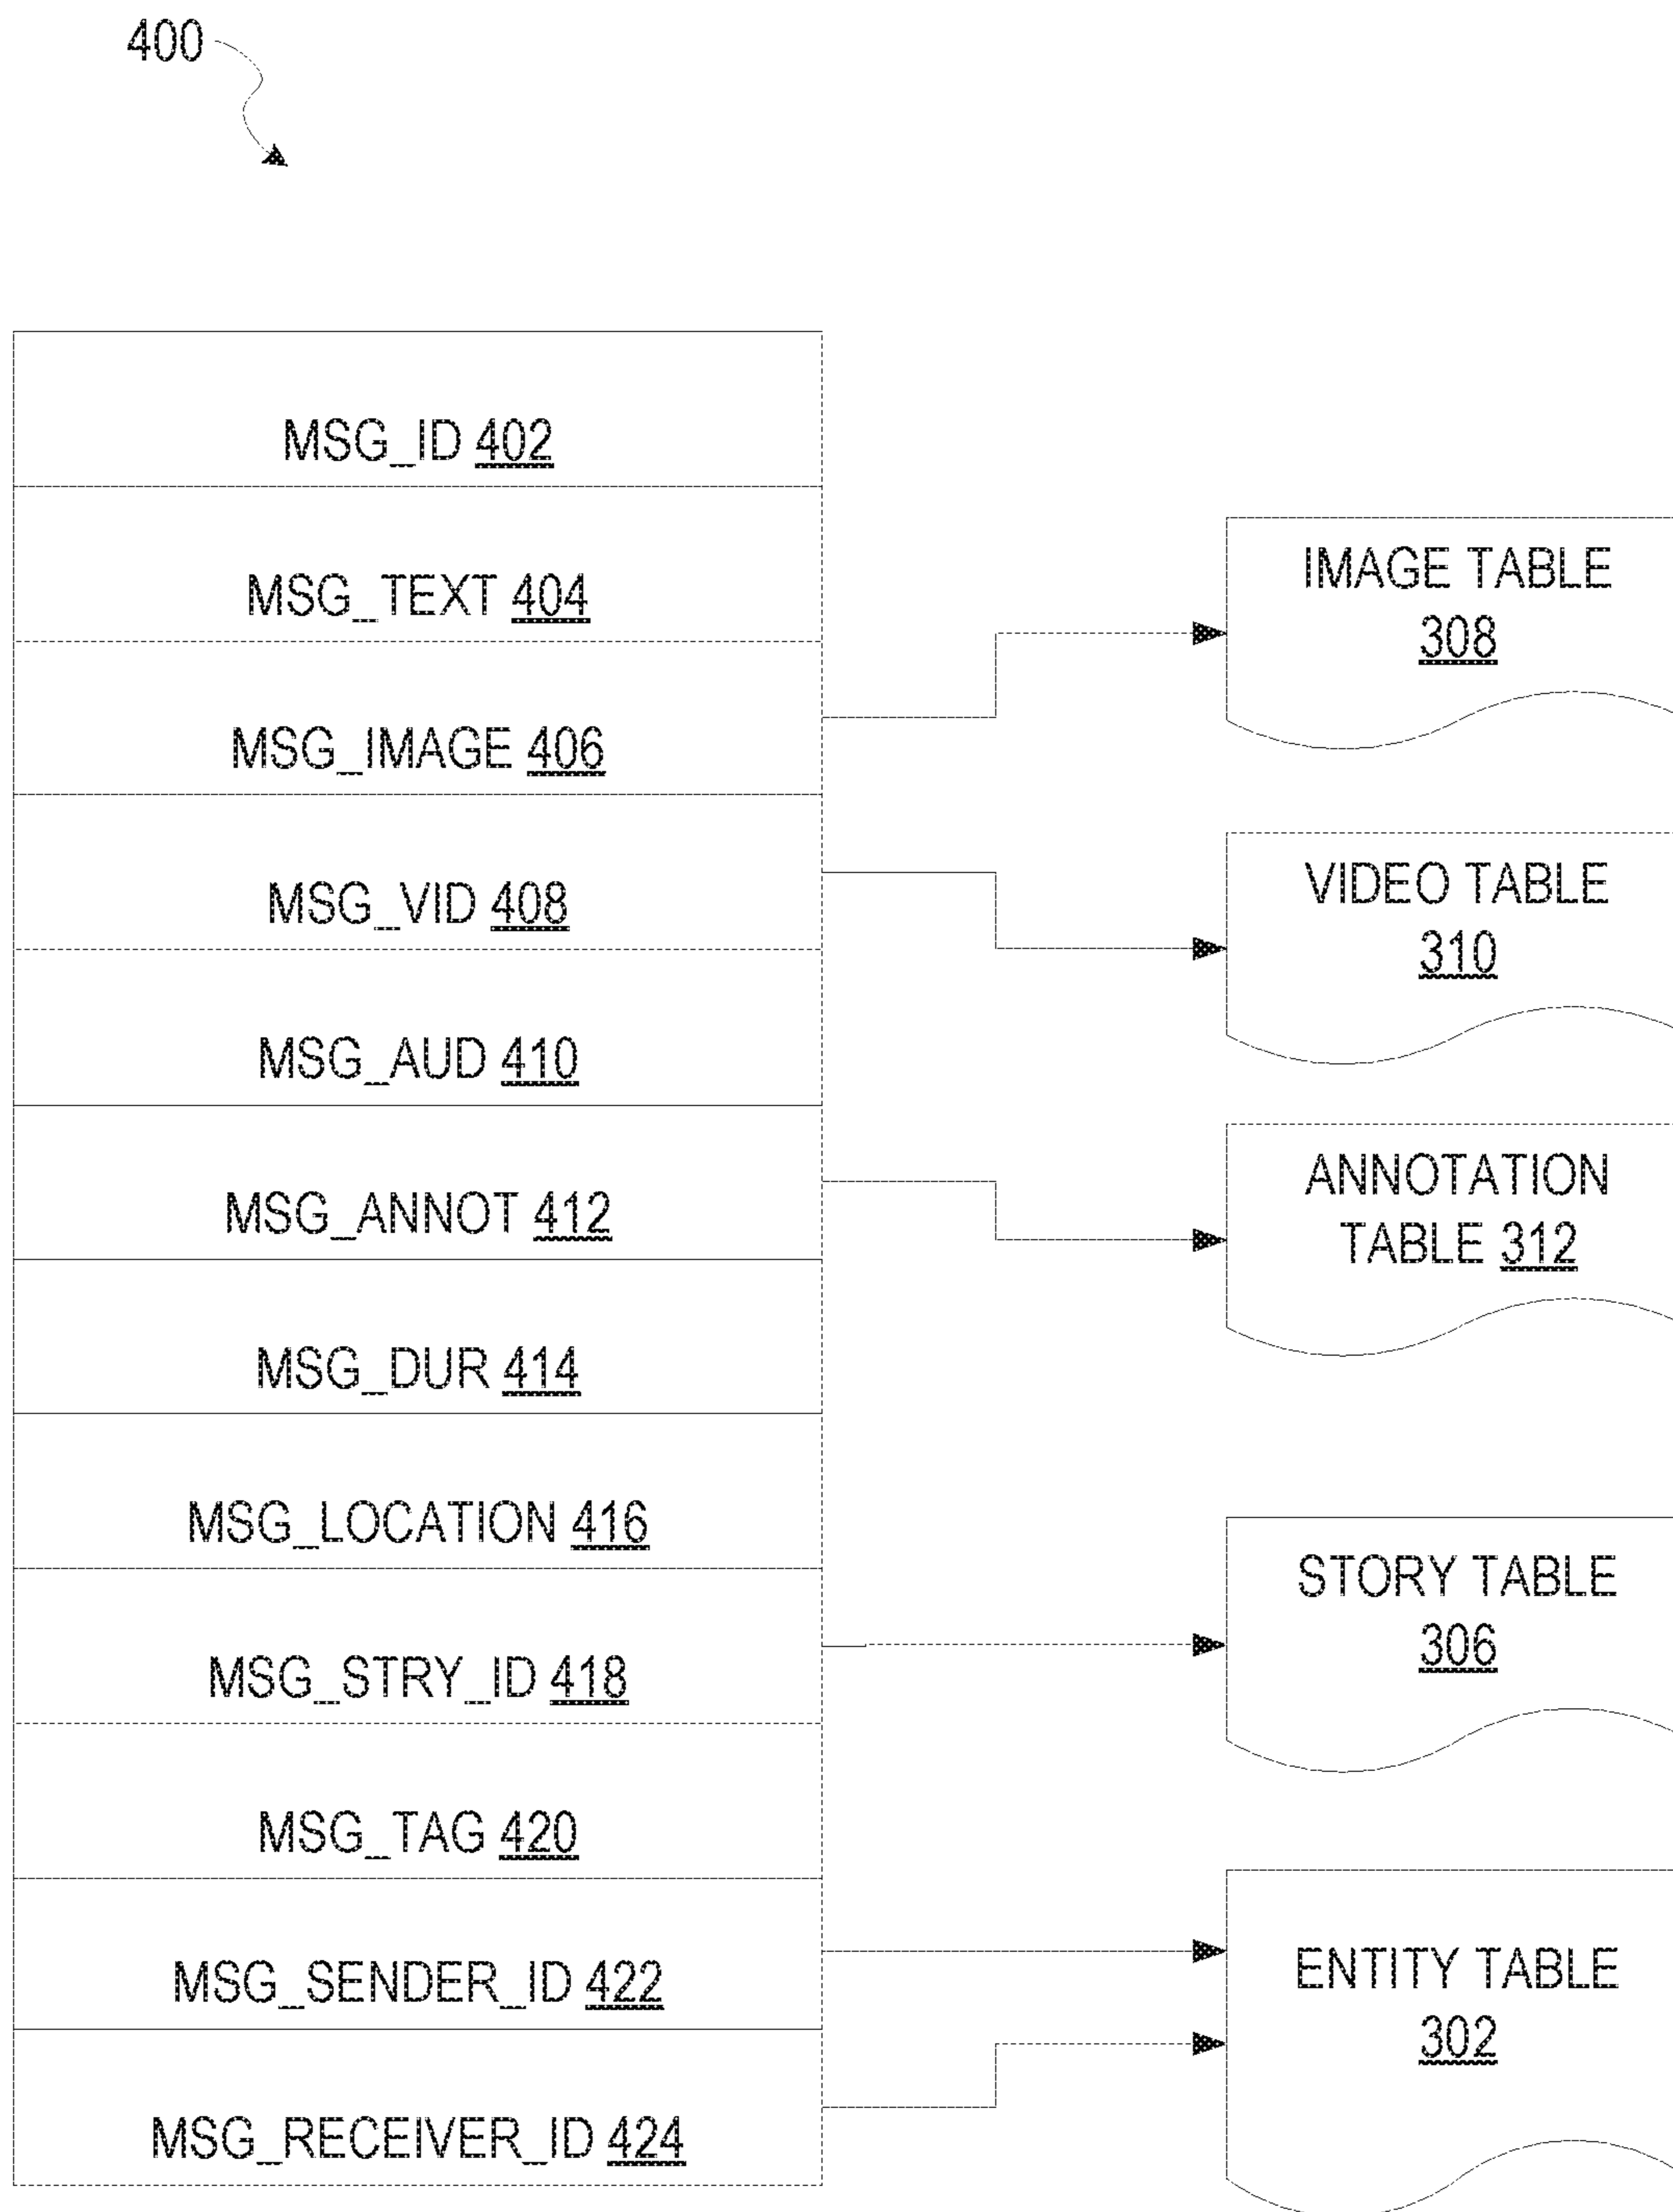 400
MSG_ID 402
MSG_TEXT 404
MSG_IMAGE 406
MSG_VID 408
MSG_AUD 410
MSG_ANNOT 412
MSG_DUR 414
MSG_LOCATION 416
MSG_STRY_ID 418
MSG_TAG 420
MSG_SENDER_ID 422
MSG_RECEIVER_ID 424
IMAGE TABLE
308
VIDEO TABLE
310
ANNOTATION
TABLE 312
STORY TABLE
306
ENTITY TABLE
302